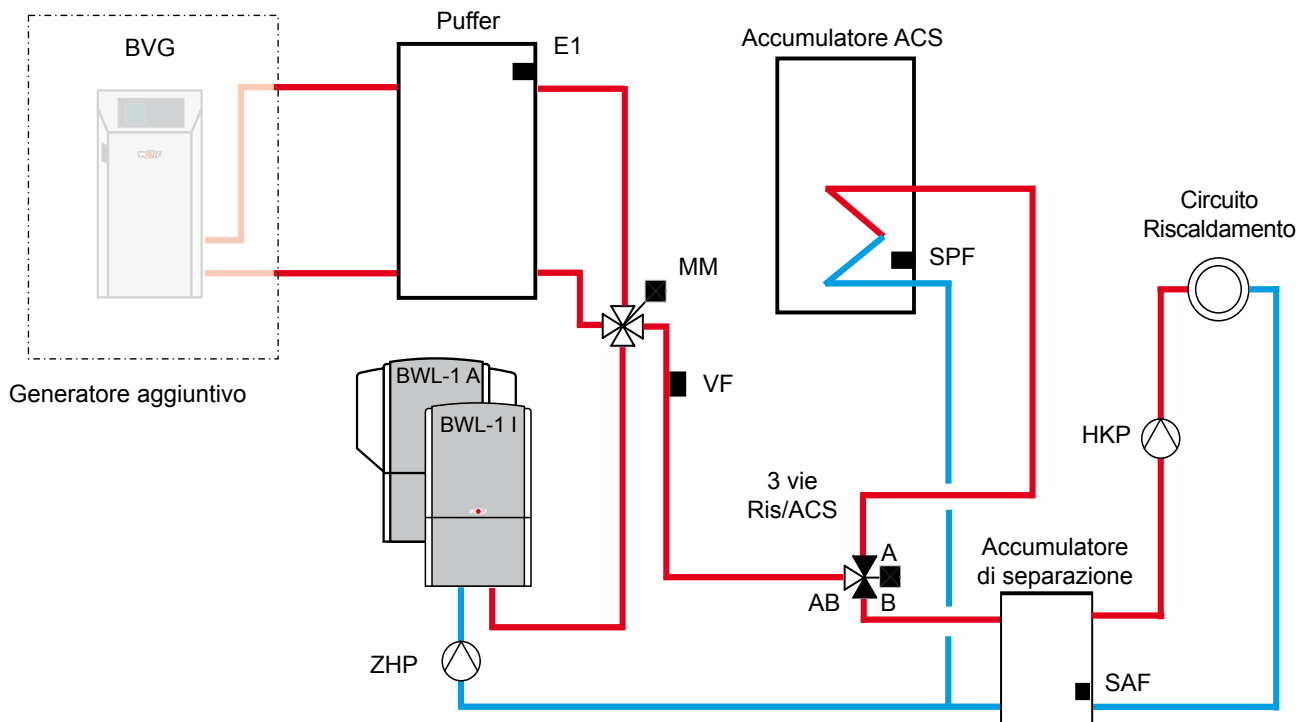 Puffer
BVG
E1
Accumulatore ACS
Circuito
Riscaldamento
SPF
MM
Generatore aggiuntivo
BWL-1 A
BWL-1 I
VF
HKP
3 vie
Ris/ACS
A
Accumulatore
di separazione
AB
B
ZHP
SAF